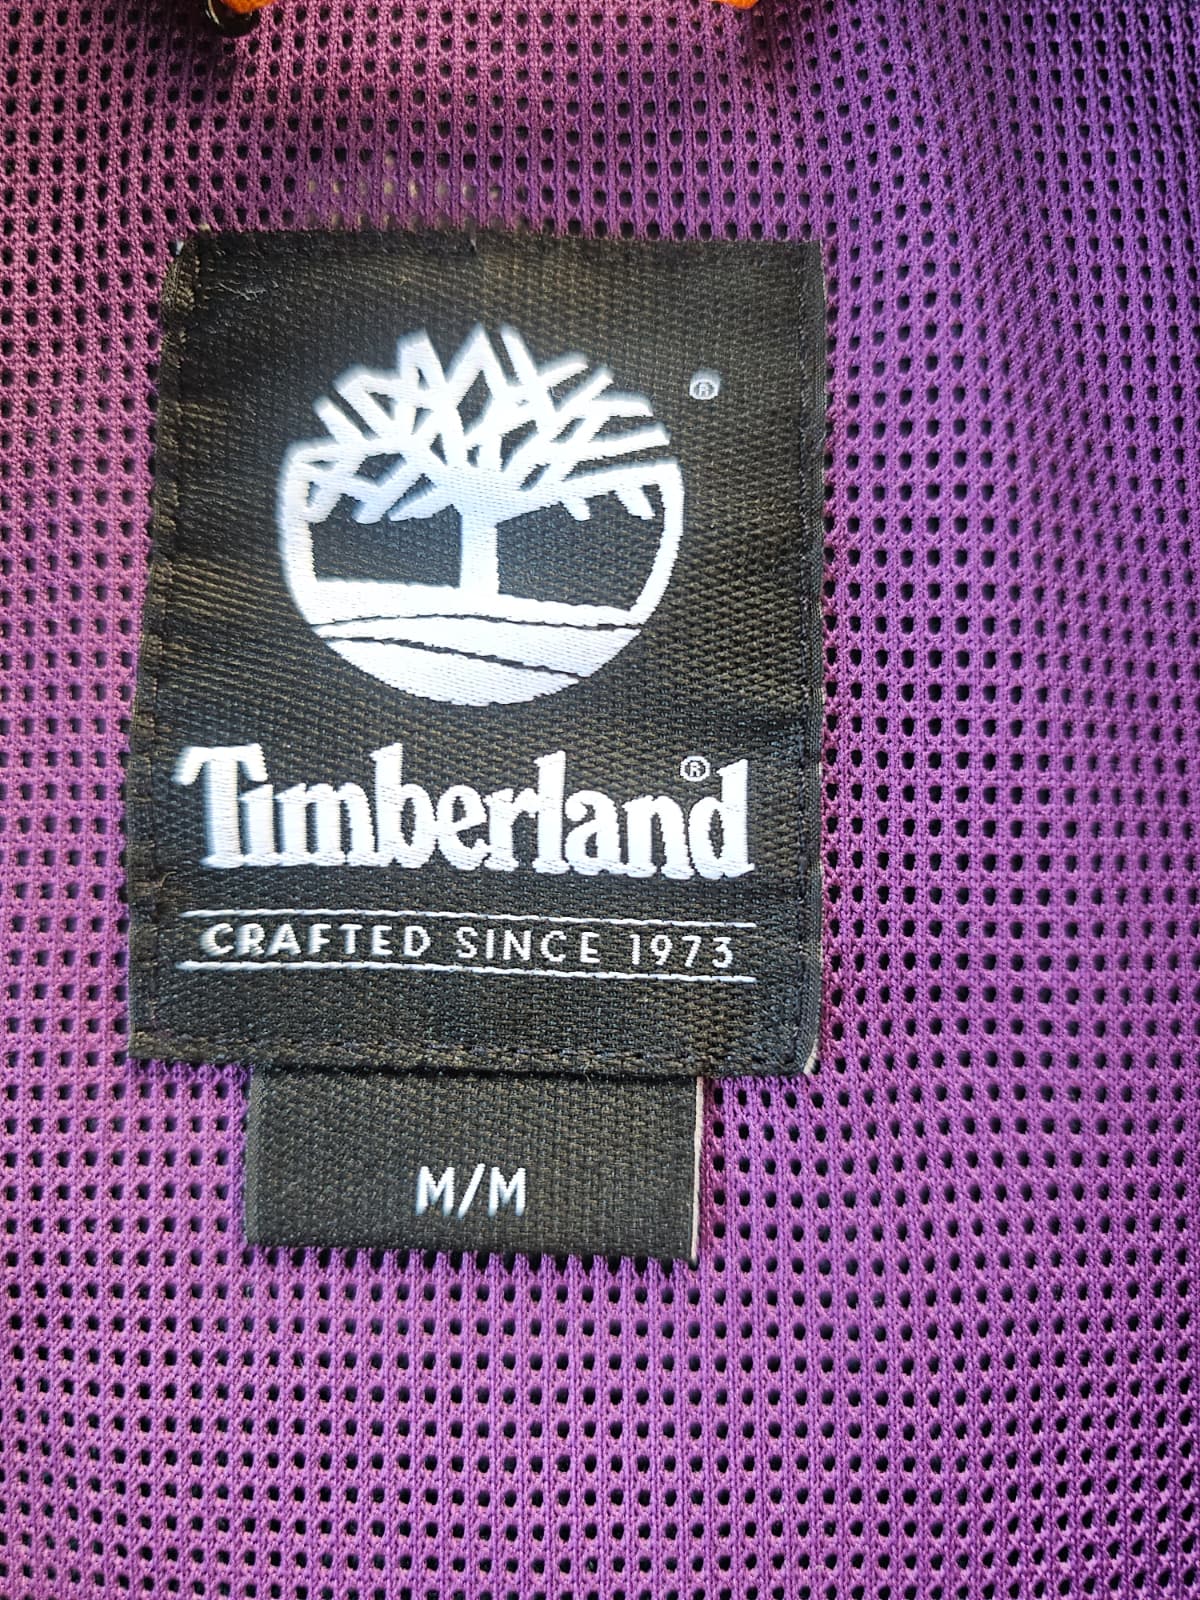 ®
Timberland®
CRAFTED SINCE 1973
M/M